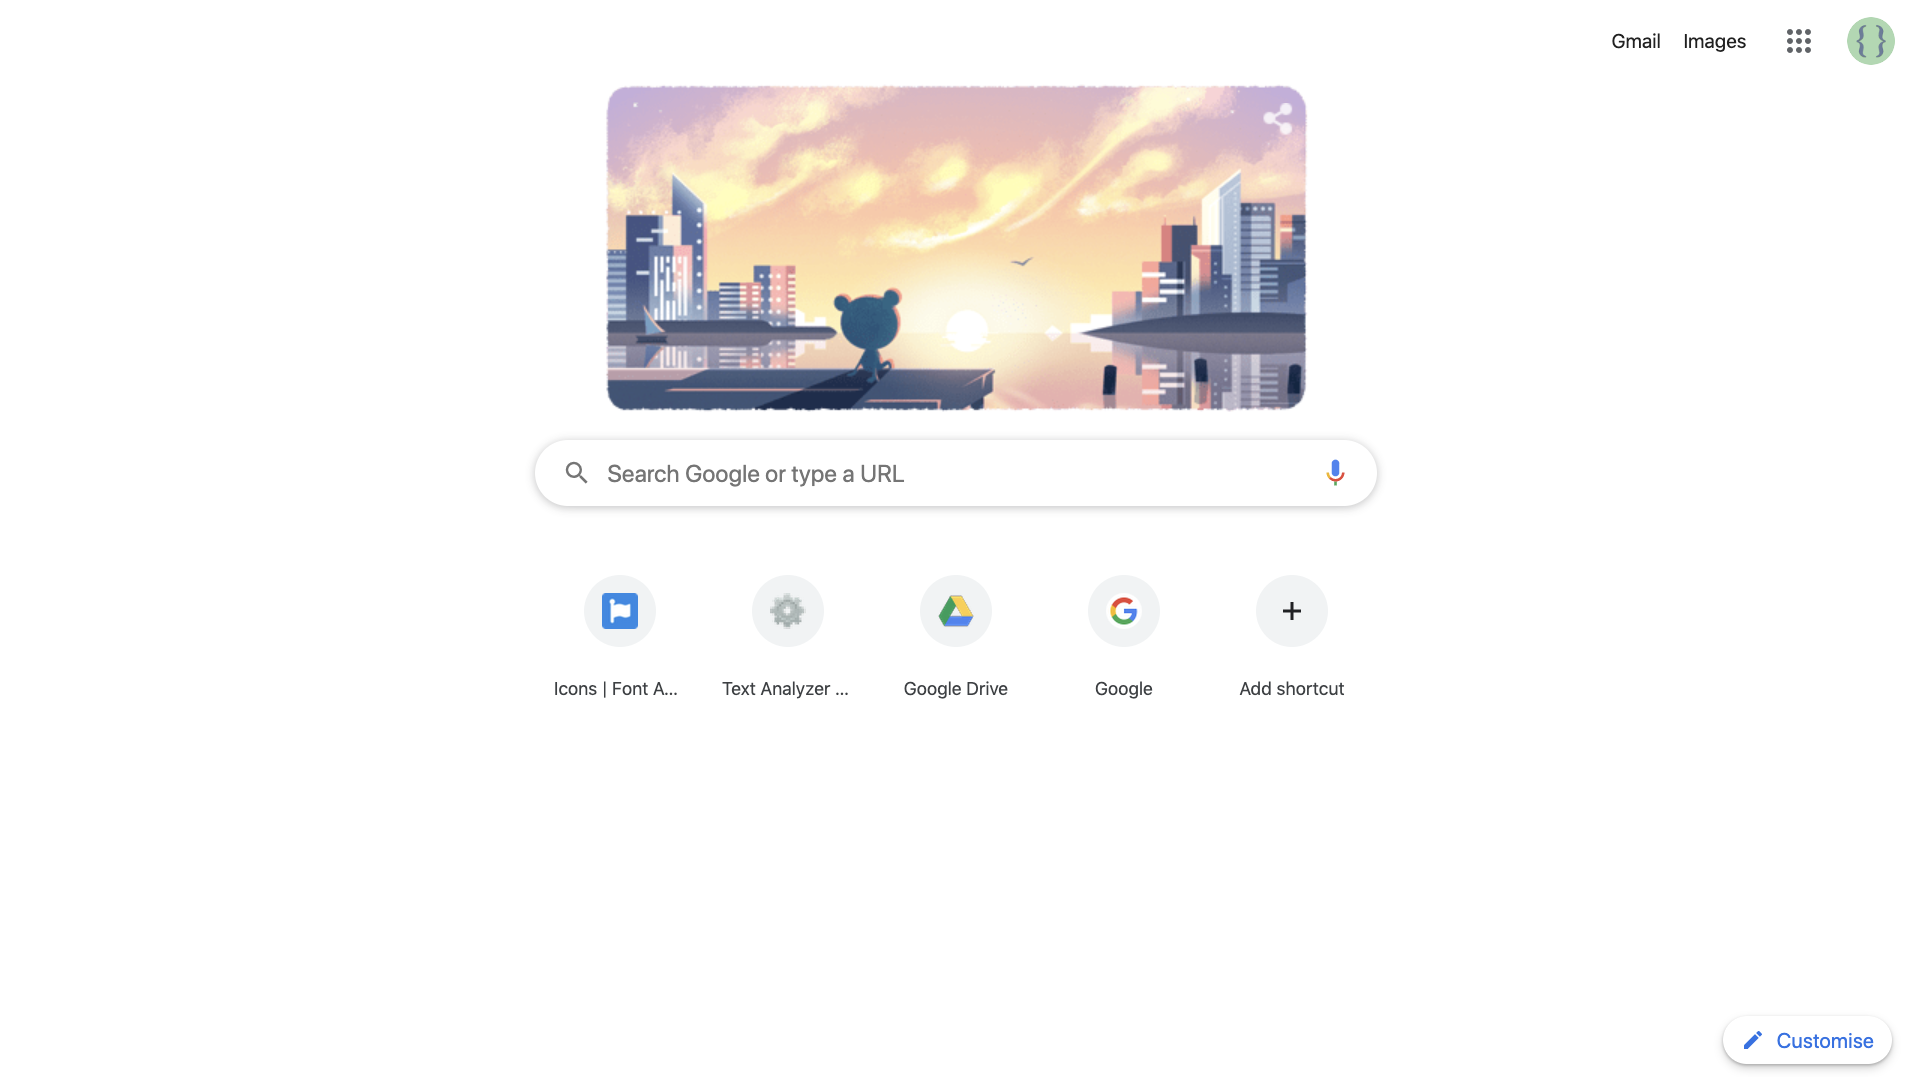 Gmail Images
Search Google or type a URL
Icons | Font A...
Text Analyzer ...
Google Drive
Google
Add shortcut
Customise